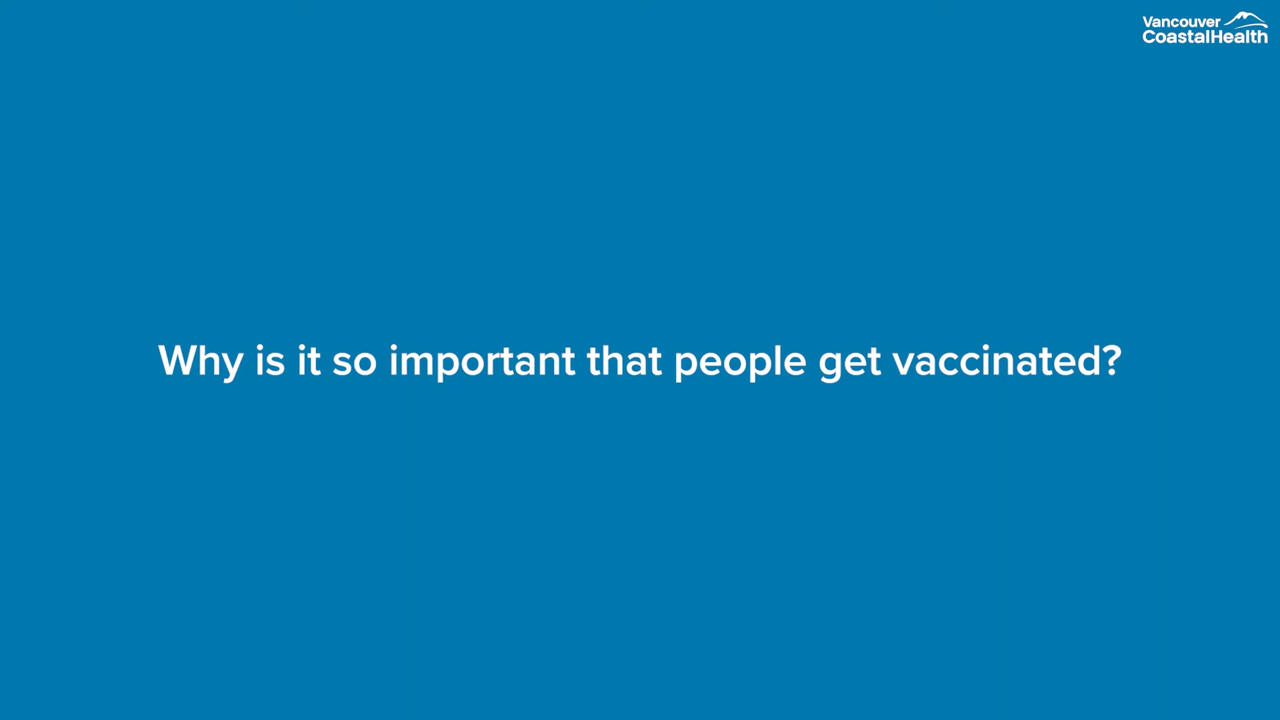 Vancouver
CoastalHealth
Why is it so important that people get vaccinated?